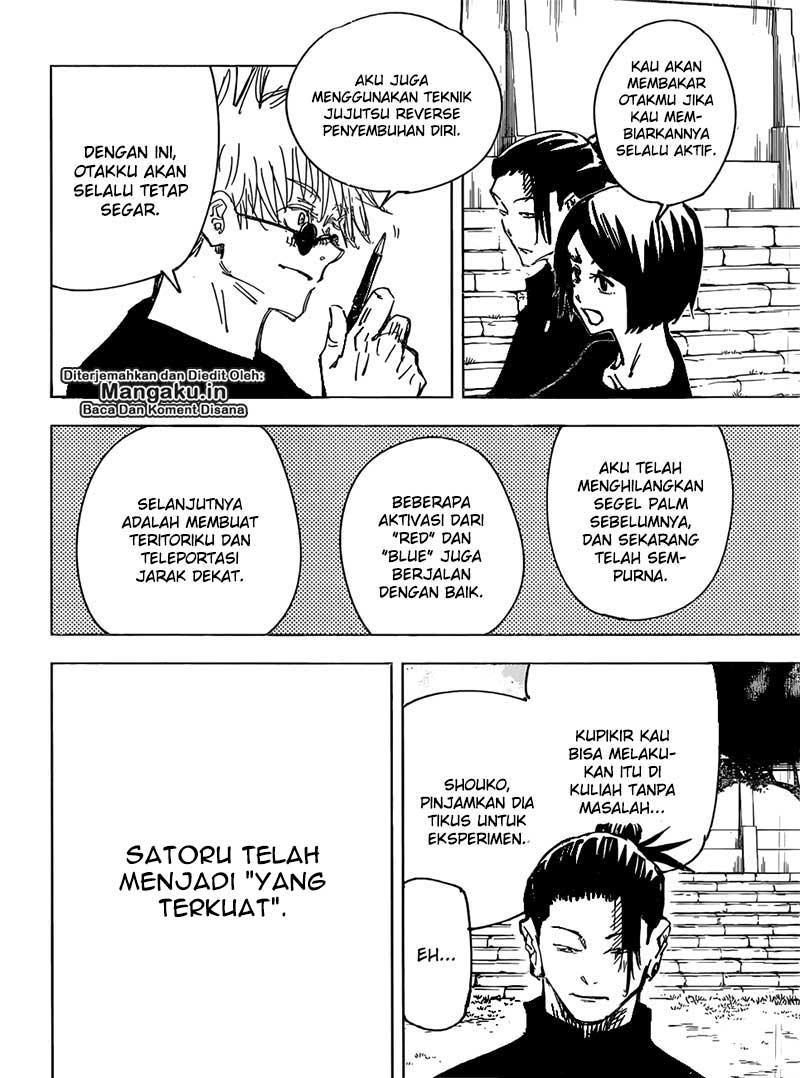 KAU AKAN
MEMBAKAR
OTAKMU JIKA
KAU MEM-
BIARKANNYA
SELALU AKTIF.
AKU JUGA
MENGGUNAKAN TEKNIK
JUJUTSU REVERSE
PENYEMBUHAN DIRI.
DENGAN INI,
OTAKKU AKAN
SELALU TETAP
SEGAR.
Diterjemahkan dan Diedit Oleh:
Mangaku.in
Baca Dan Koment Disana
AKU TELAH
MENGHILANGKAN
SEGEL PALM
SEBELUMNYA,
DAN SEKARANG
TELAH SEM-
PURNA.
BEBERAPA
AKTIVASI DARI
"RED" DAN
"BLUE" JUGA
BERJALAN
DENGAN BAIK.
SELANJUTNYA
ADALAH MEMBUAT
TERITORIKU DAN
TELEPORTASI
JARAK DEKAT.
KUPIKIR KAU
BISA MELAKU-
KAN ITU DI
KULIAH TANPA
MASALAH...
SHOUKO,
PINJAMKAN DIA
TIKUS UNTUK
EKSPERIMEN.
EH...
SATORU TELAH
MENJADI "YANG
TERKUAT".